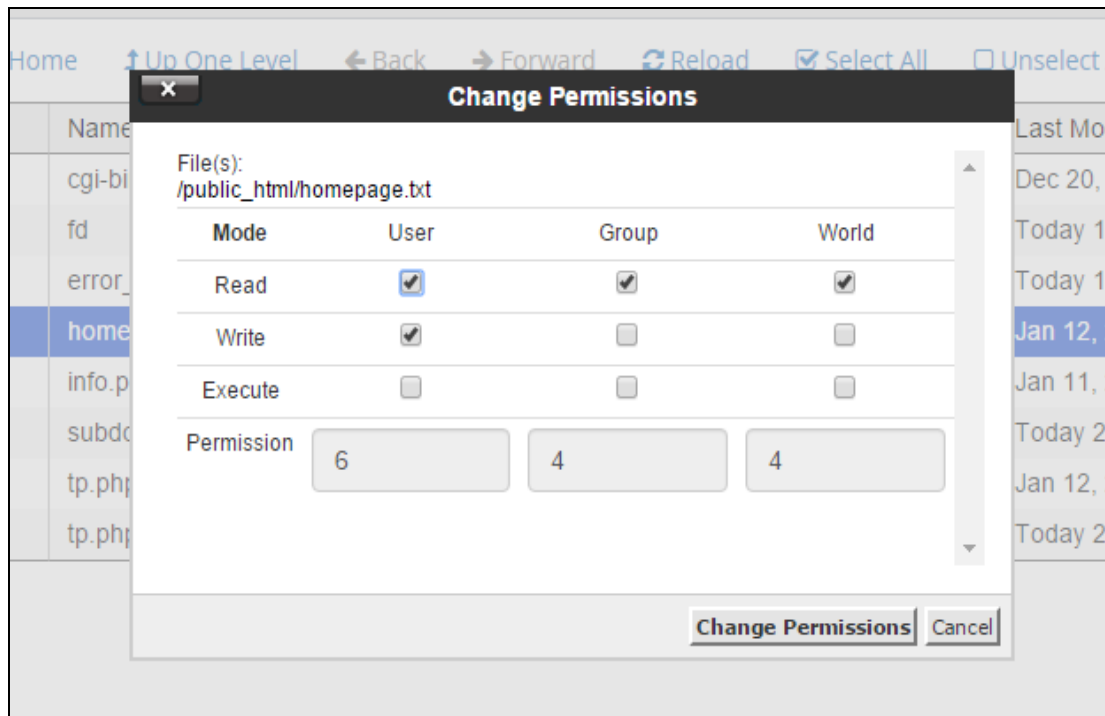 Home Up One Level Back Forward Reload Select All Unselect
x Change Permissions
Name Last Mo
cgi-bi Dec 20,
fd Today 1
error_ Today 1
home Jan 12,
info.p Jan 11,
subdo Today 2
tp.php Jan 12,
tp.php Today 2
File(s):
/public_html/homepage.txt
Mode User Group World
Read
Write
Execute
Permission 6 4 4
Change Permissions Cancel